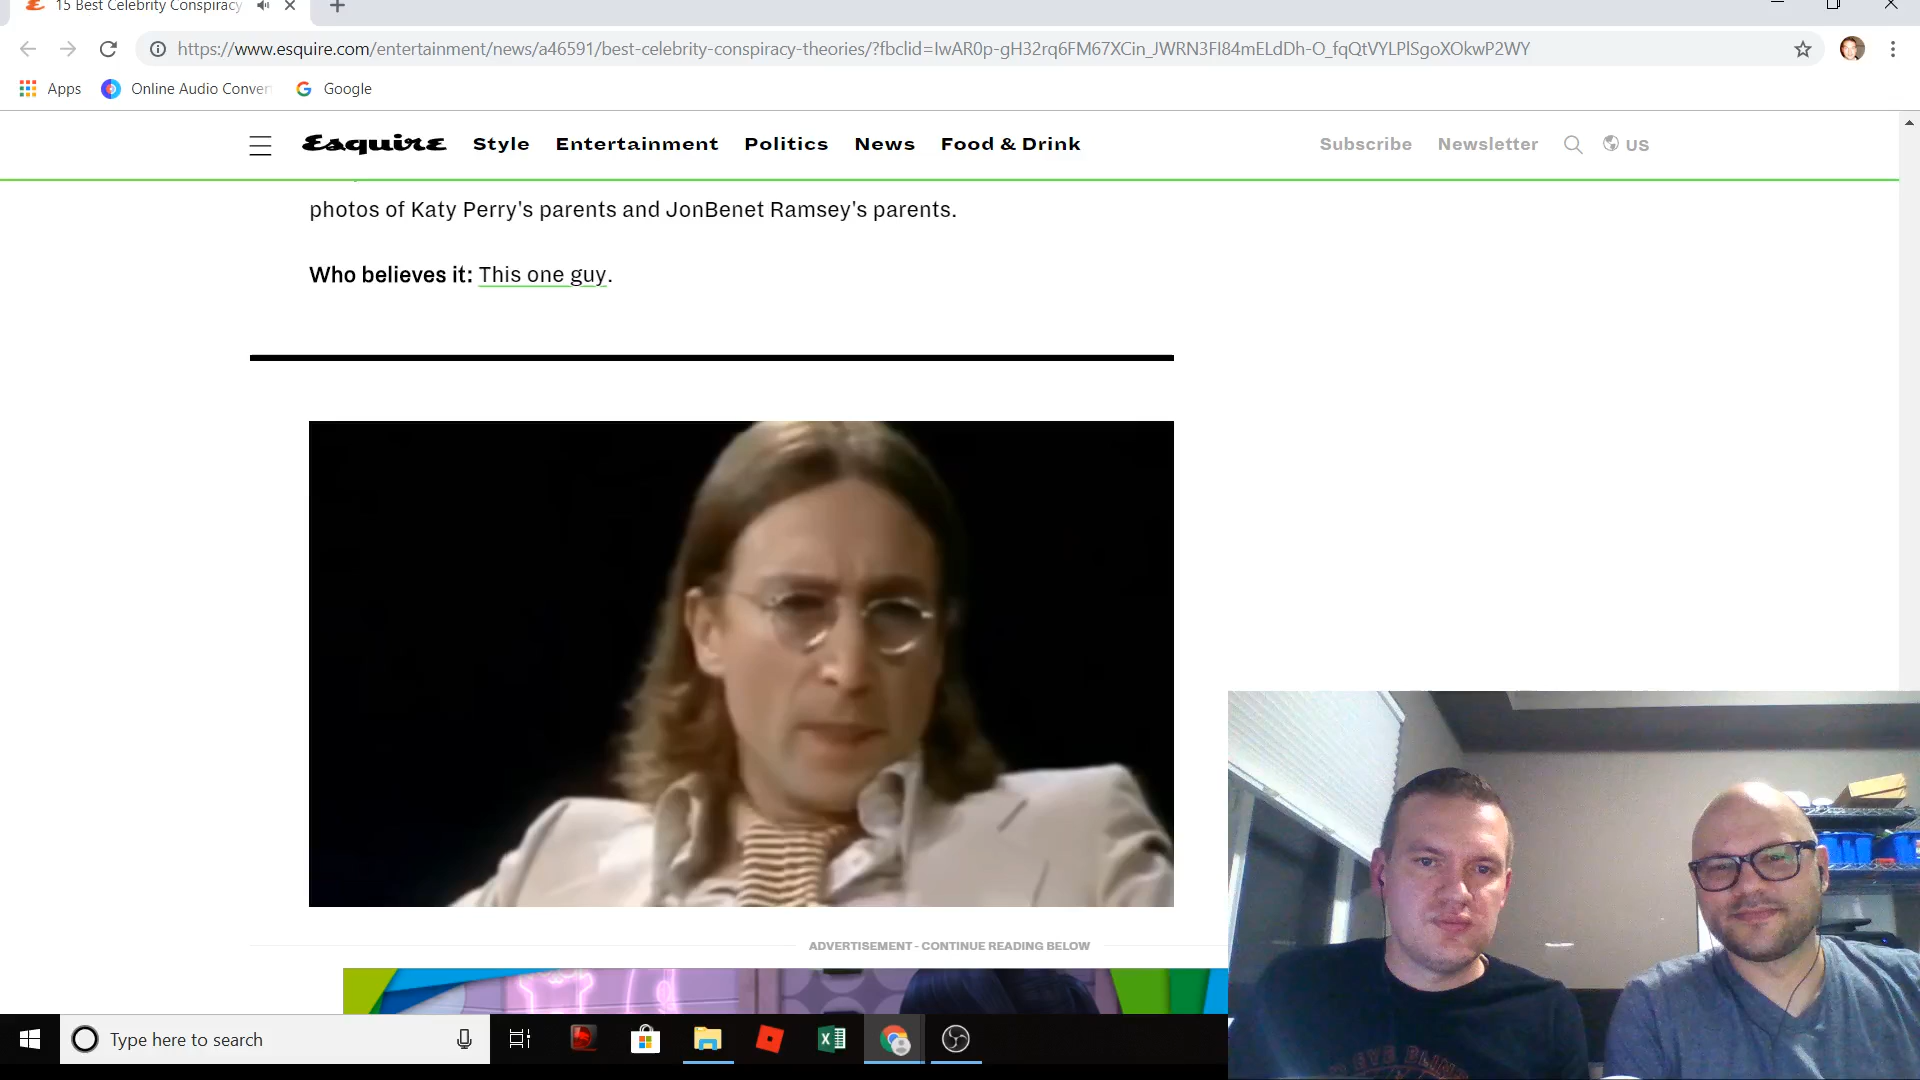 15 Best Celebrity Conspiracy
https://www.esquire.com/entertainment/news/a46591/best-celebrity-conspiracy-theories/?fbclid=IwAR0p-gH32rq6FM67XCin_JWRN3FI84mELdDh-O_fqQtVYLPlSgoXOkwP2WY
Apps Online Audio Conver Google
Esquire Style Entertainment Politics News Food & Drink Subscribe Newsletter US
photos of Katy Perry's parents and JonBenet Ramsey's parents.
Who believes it: This one guy.
ADVERTISEMENT - CONTINUE READING BELOW
Type here to search